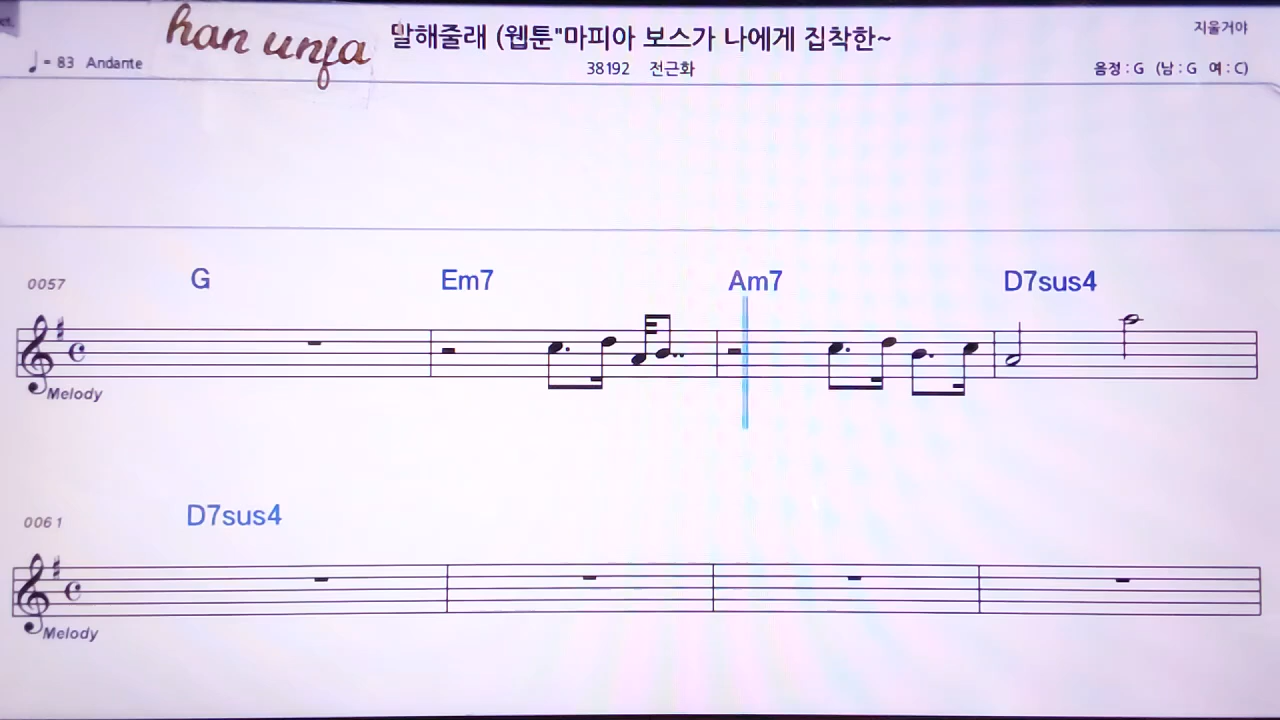 et.
han unfa
말해줄래 (웹툰"마피아 보스가 나에게 집착한~
지울거야
♩= 83 Andante
38192 전근화
음정 : G (남 : G 여 : C)
0057
G Em7 Am7 D7sus4
Melody
0061
D7sus4
Melody